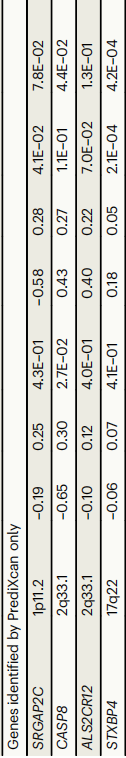 Genes identified by PrediXcan only
SRGAP2C 1p11.2 −0.19 0.25 4.3E−01 −0.58 0.28 4.1E−02 7.8E−02
CASP8 2q33.1 −0.65 0.30 2.7E−02 0.43 0.27 1.1E−01 4.4E−02
ALS2CR12 2q33.1 −0.10 0.12 4.0E−01 0.40 0.22 7.0E−02 1.3E−01
STXBP4 17q22 −0.06 0.07 4.1E−01 0.18 0.05 2.1E−04 4.2E−04